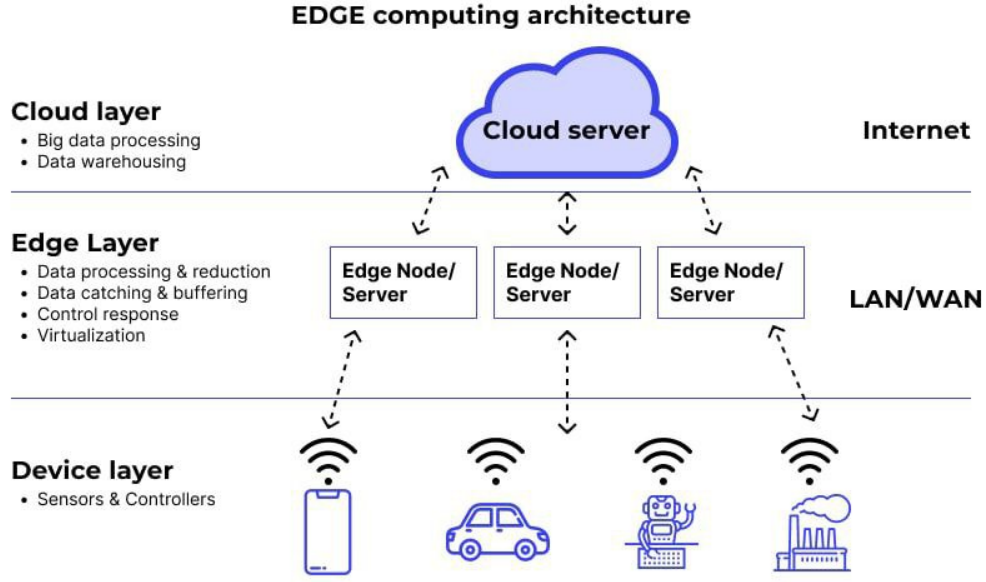 EDGE computing architecture
Cloud layer
• Big data processing
• Data warehousing
Cloud server
Internet
Edge Layer
• Data processing & reduction
• Data catching & buffering
• Control response
• Virtualization
Edge Node/
Server
Edge Node/
Server
Edge Node/
Server
LAN/WAN
Device layer
• Sensors & Controllers